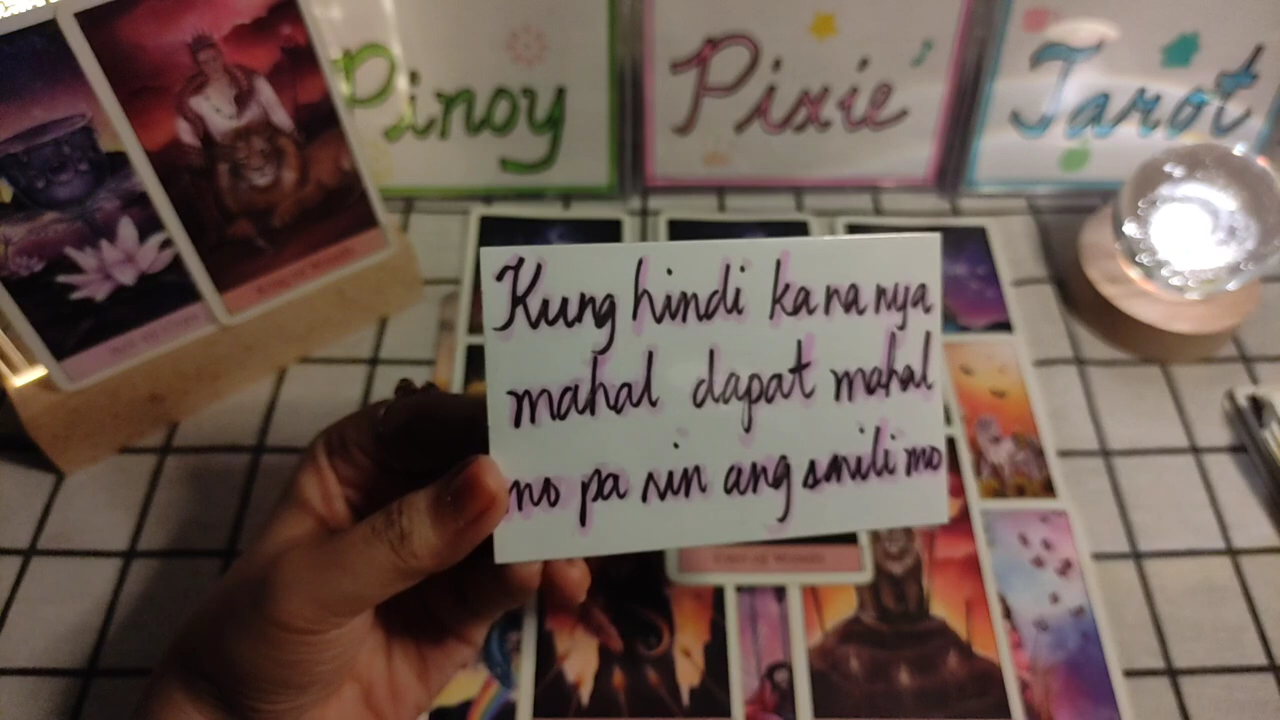 Pinoy Pixie Tarot
Kung hindi ka na nya
mahal dapat mahal
mo pa rin ang sarili mo